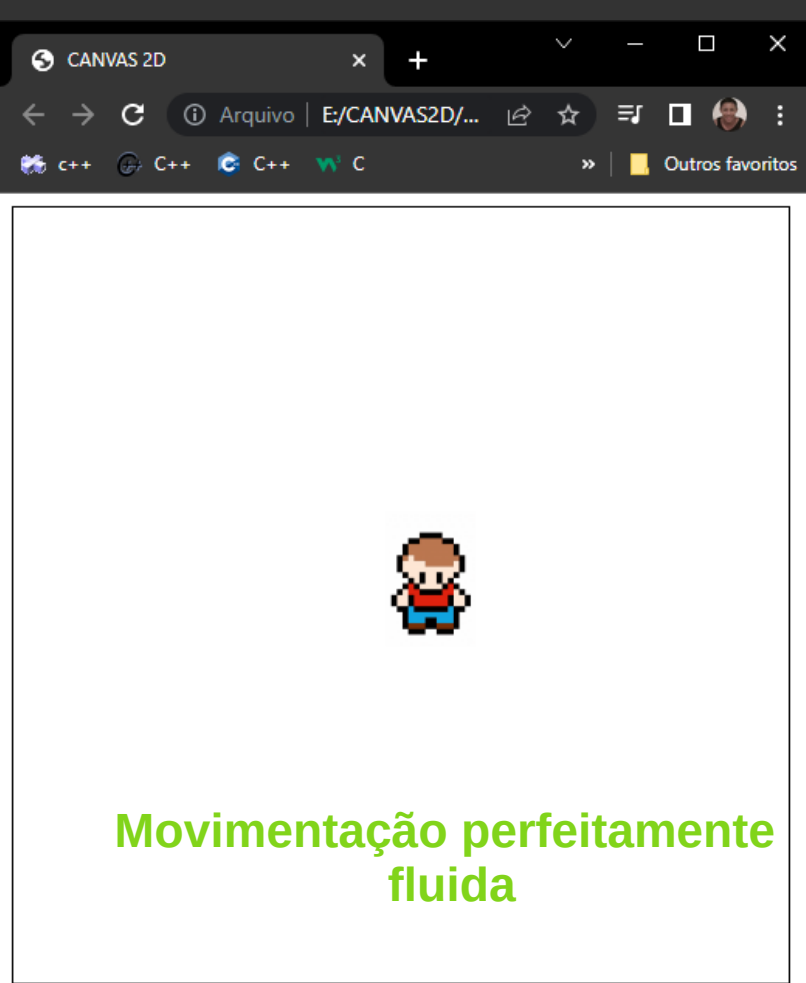 CANVAS 2D
Arquivo E:/CANVAS2D/...
c++ C++ C++ C » Outros favoritos
Movimentação perfeitamente
fluida